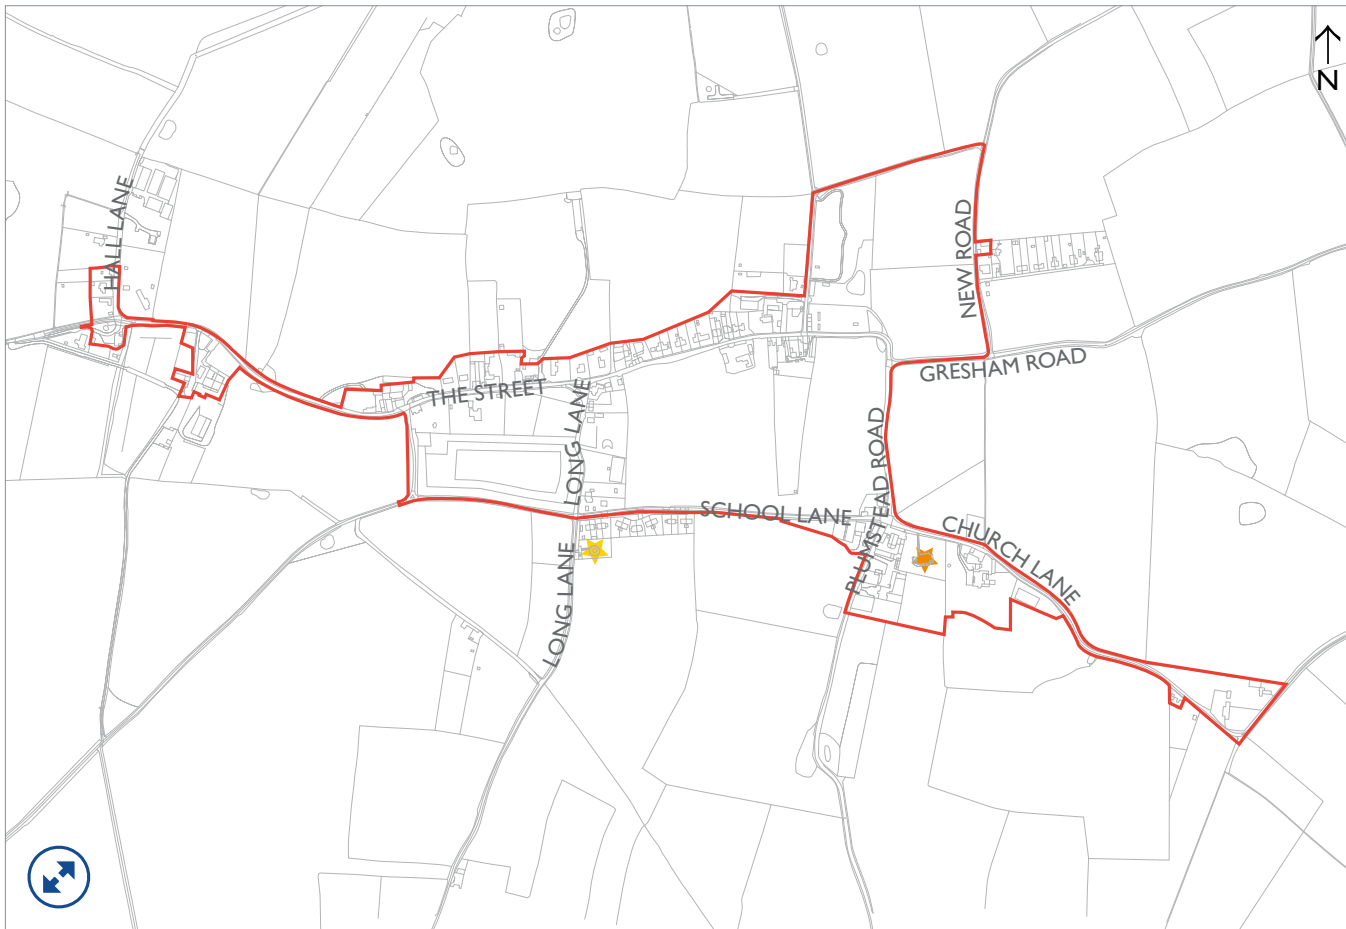 N
HALL LANE
NEW ROAD
GRESHAM ROAD
THE STREET
LONG LANE
PLUMSTEAD ROAD
SCHOOL LANE
CHURCH LANE
LONG LANE